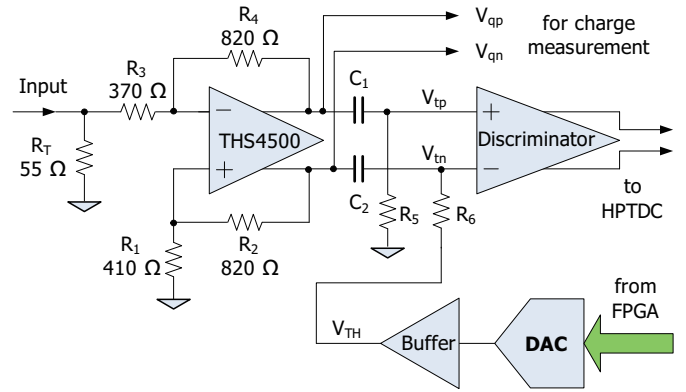 R4
820 Ω
Vqp
Vqn
for charge
measurement
Input
R3
370 Ω
C1
Vtp
−
+
THS4500
+
−
Discriminator
RT
55 Ω
Vtn
C2
R5
R6
to
HPTDC
R1
410 Ω
R2
820 Ω
VTH
Buffer
DAC
from
FPGA